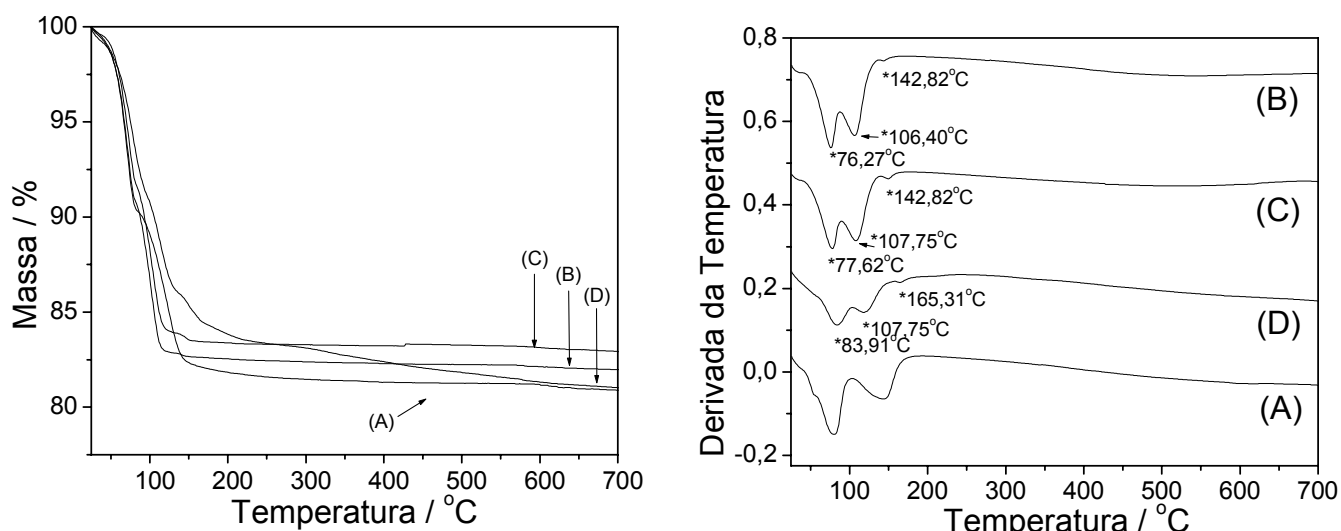 100
95
90
85
80
Massa / %
(C)
(B)
(D)
(A)
100 200 300 400 500 600 700
Temperatura / °C
0,8
0,6
0,4
0,2
0,0
-0,2
Derivada da Temperatura
*142,82°C
(B)
*106,40°C
*76,27°C
*142,82°C
(C)
*107,75°C
*77,62°C
*165,31°C
(D)
*107,75°C
*83,91°C
(A)
100 200 300 400 500 600 700
Temperatura / °C